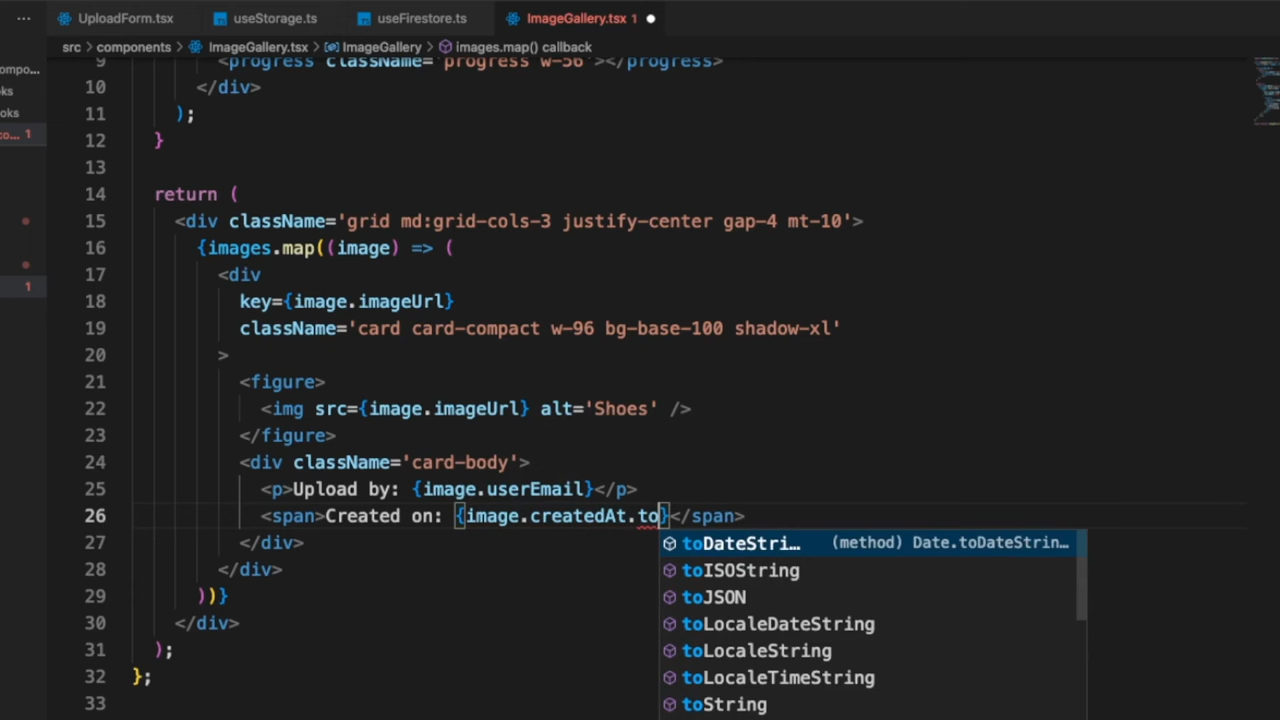 ··· UploadForm.tsx useStorage.ts useFirestore.ts ImageGallery.tsx 1 ●
src > components > ImageGallery.tsx > ImageGallery > images.map() callback
ompo...
oks
co... 1
1
9 <progress className='progress w-56'></progress>
10 </div>
11 );
12 }
13
14 return (
15 <div className='grid md:grid-cols-3 justify-center gap-4 mt-10'>
16 {images.map((image) => (
17 <div
18 key={image.imageUrl}
19 className='card card-compact w-96 bg-base-100 shadow-xl'
20 >
21 <figure>
22 <img src={image.imageUrl} alt='Shoes' />
23 </figure>
24 <div className='card-body'>
25 <p>Upload by: {image.userEmail}</p>
26 <span>Created on: {image.createdAt.to}</span>
27 </div>
28 </div>
29 ))}
30 </div>
31 );
32 };
33
toDateStri... (method) Date.toDateStrin...
toISOString
toJSON
toLocaleDateString
toLocaleString
toLocaleTimeString
toString